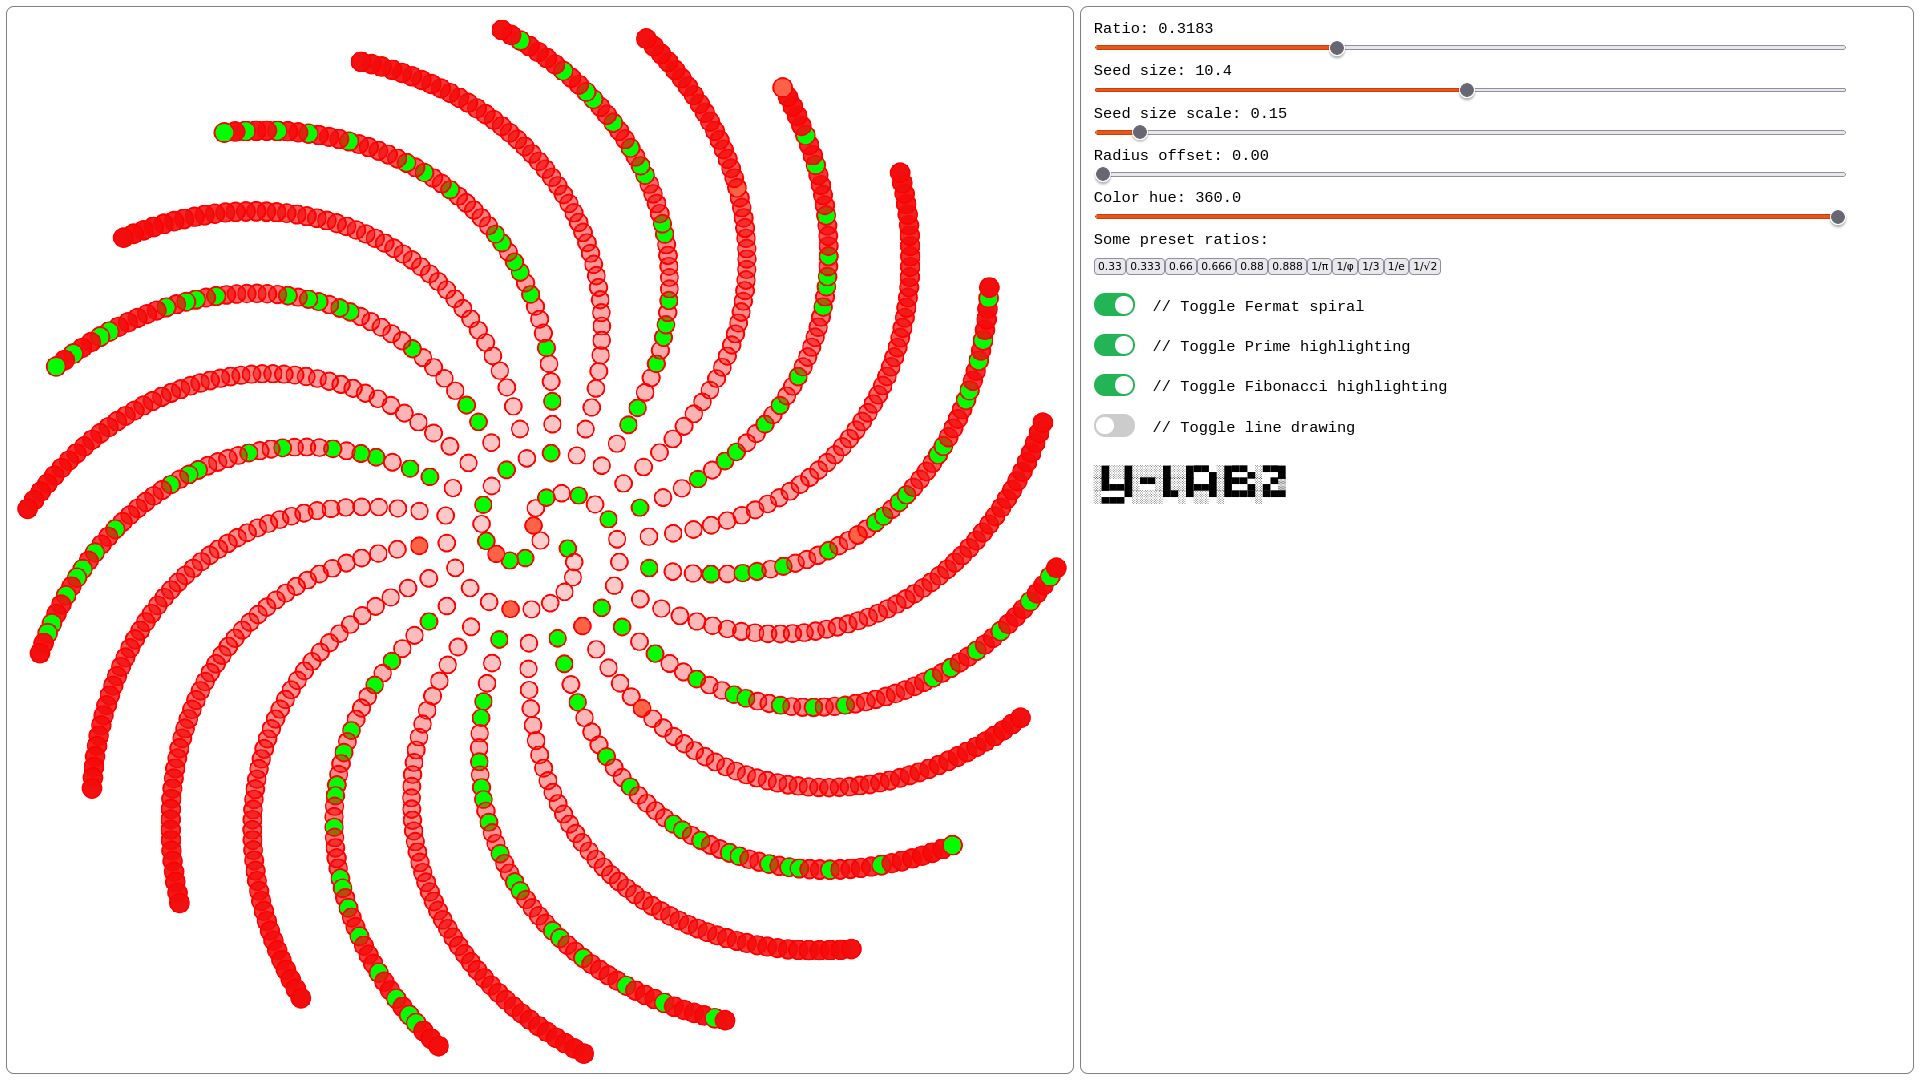 Ratio: 0.3183
Seed size: 10.4
Seed size scale: 0.15
Radius offset: 0.00
Color hue: 360.0
Some preset ratios:
0.33 0.333 0.66 0.666 0.88 0.888 1/π 1/φ 1/3 1/e 1/√2
// Toggle Fermat spiral
// Toggle Prime highlighting
// Toggle Fibonacci highlighting
// Toggle line drawing